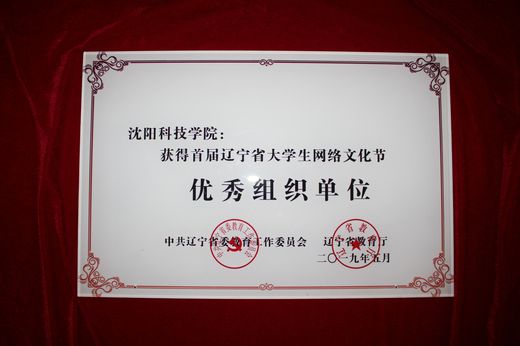 沈阳科技学院：
获得首届辽宁省大学生网络文化节
优秀组织单位
中共辽宁省委教育工作委员会 辽宁省教育厅
二〇一九年五月